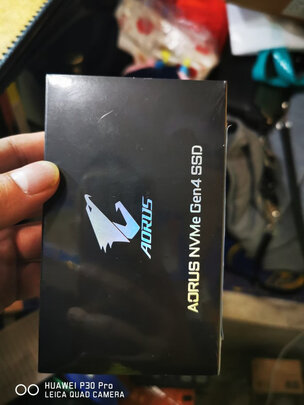 AORUS
AORUS NVMe Gen4 SSD
HUAWEI P30 Pro
LEICA QUAD CAMERA